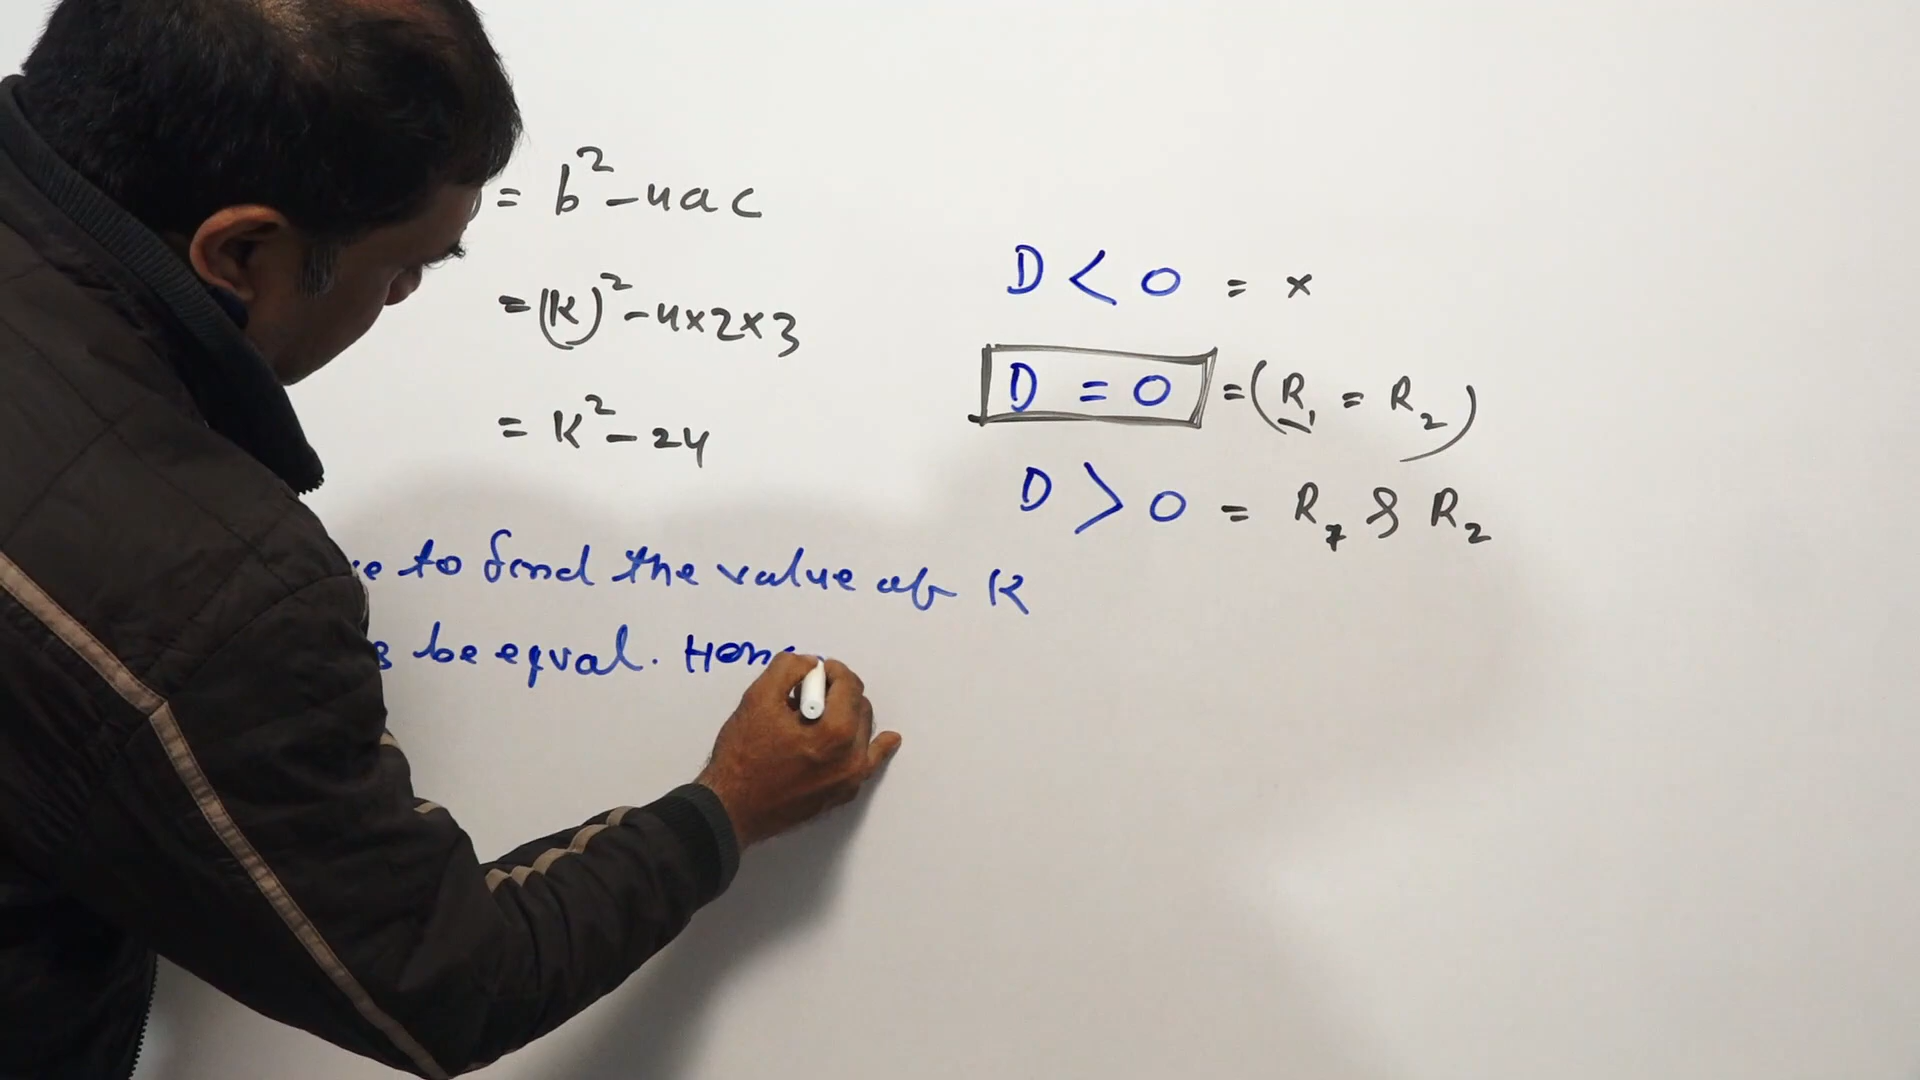 = b² - 4ac
= (K)² - 4×2×3
= K² - 24
D < 0 = ×
D = 0 = (R₁ = R₂)
D > 0 = R₁ & R₂
to find the value of K
be equal. Hen